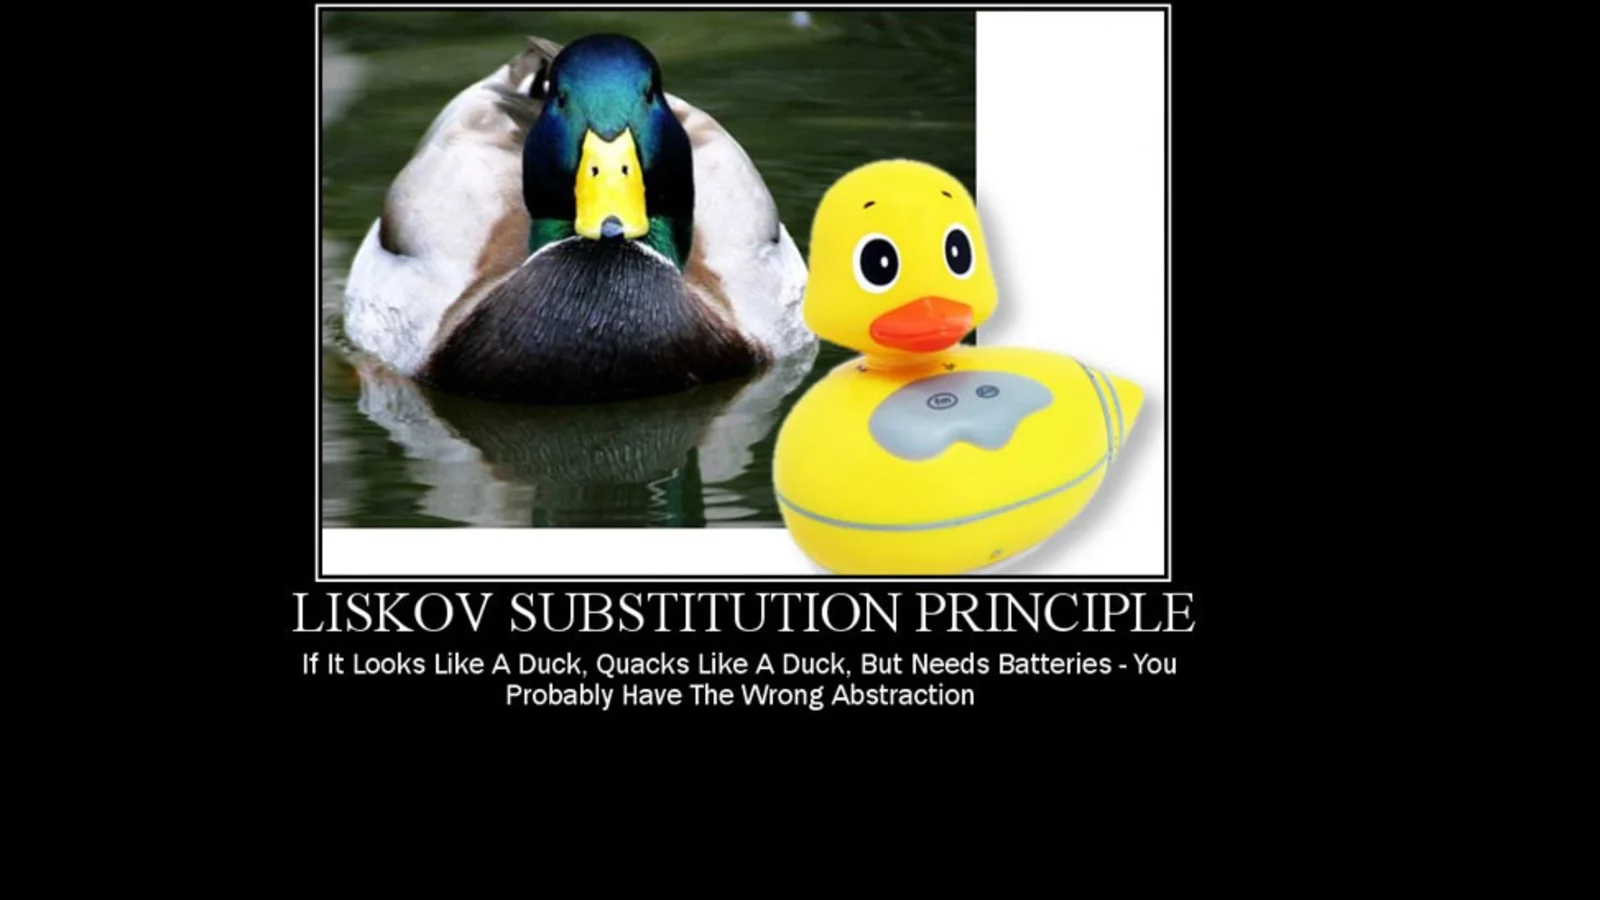 fm
LISKOV SUBSTITUTION PRINCIPLE
If It Looks Like A Duck, Quacks Like A Duck, But Needs Batteries - You
Probably Have The Wrong Abstraction